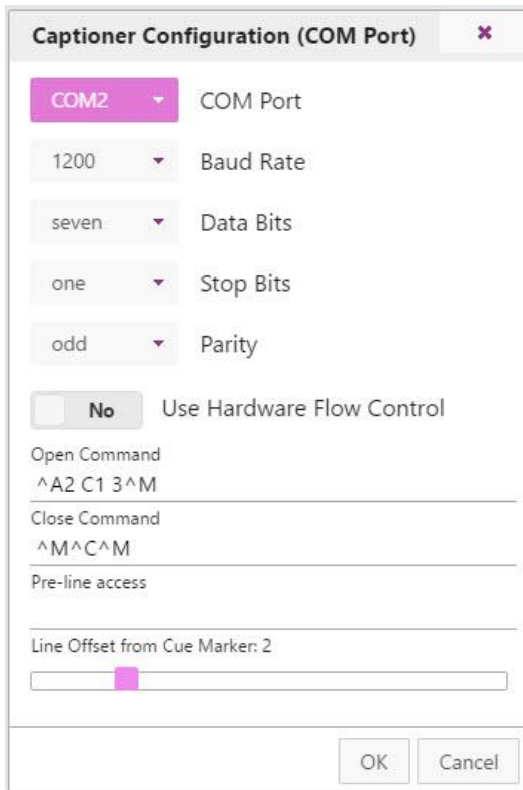 Captioner Configuration (COM Port)
COM2 COM Port
1200 Baud Rate
seven Data Bits
one Stop Bits
odd Parity
No Use Hardware Flow Control
Open Command
^A2 C1 3^M
Close Command
^M^C^M
Pre-line access
Line Offset from Cue Marker: 2
OK Cancel